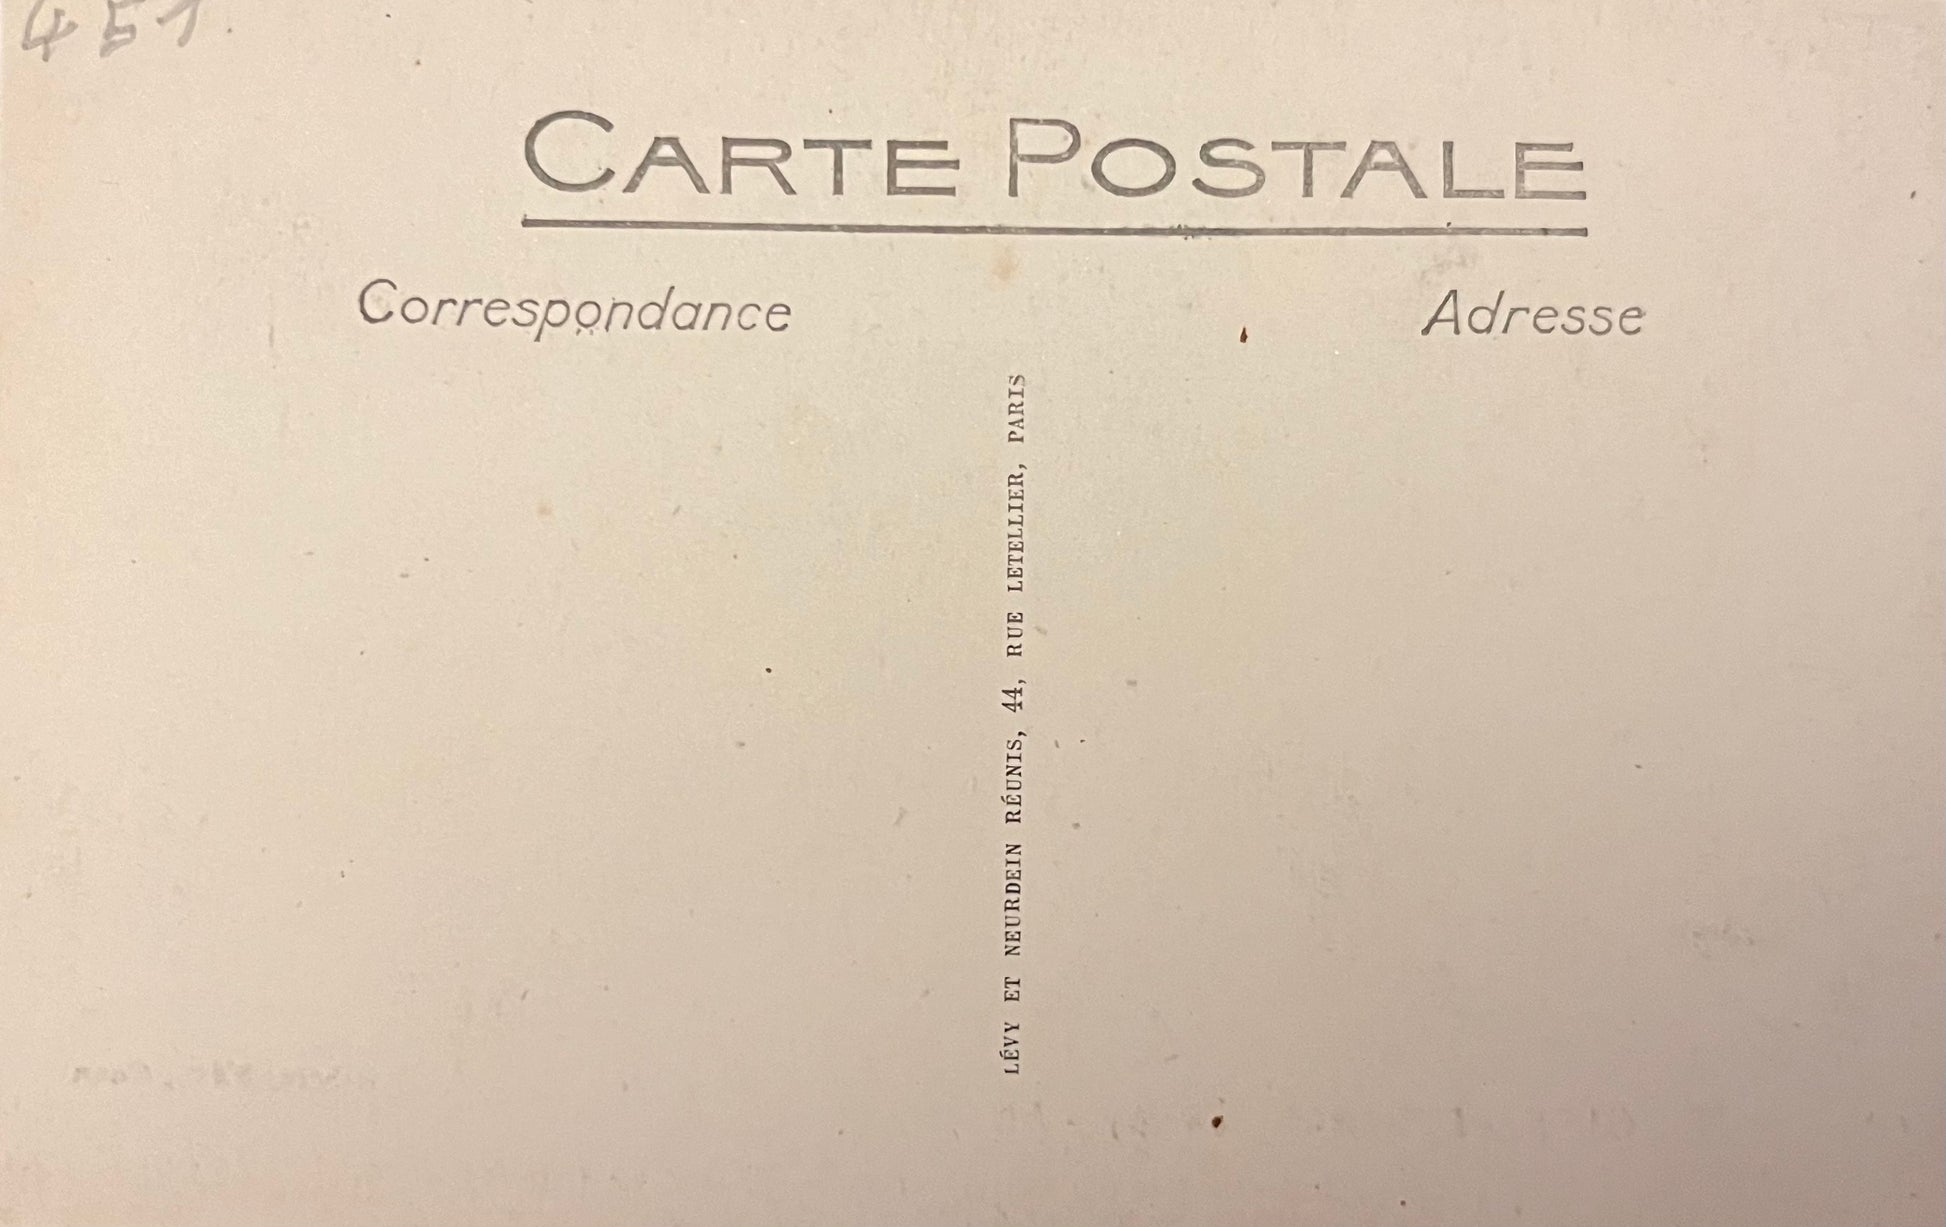 451.
CARTE POSTALE
Correspondance
Adresse
LÉVY ET NEURDEIN RÉUNIS, 44, RUE LETELLIER, PARIS